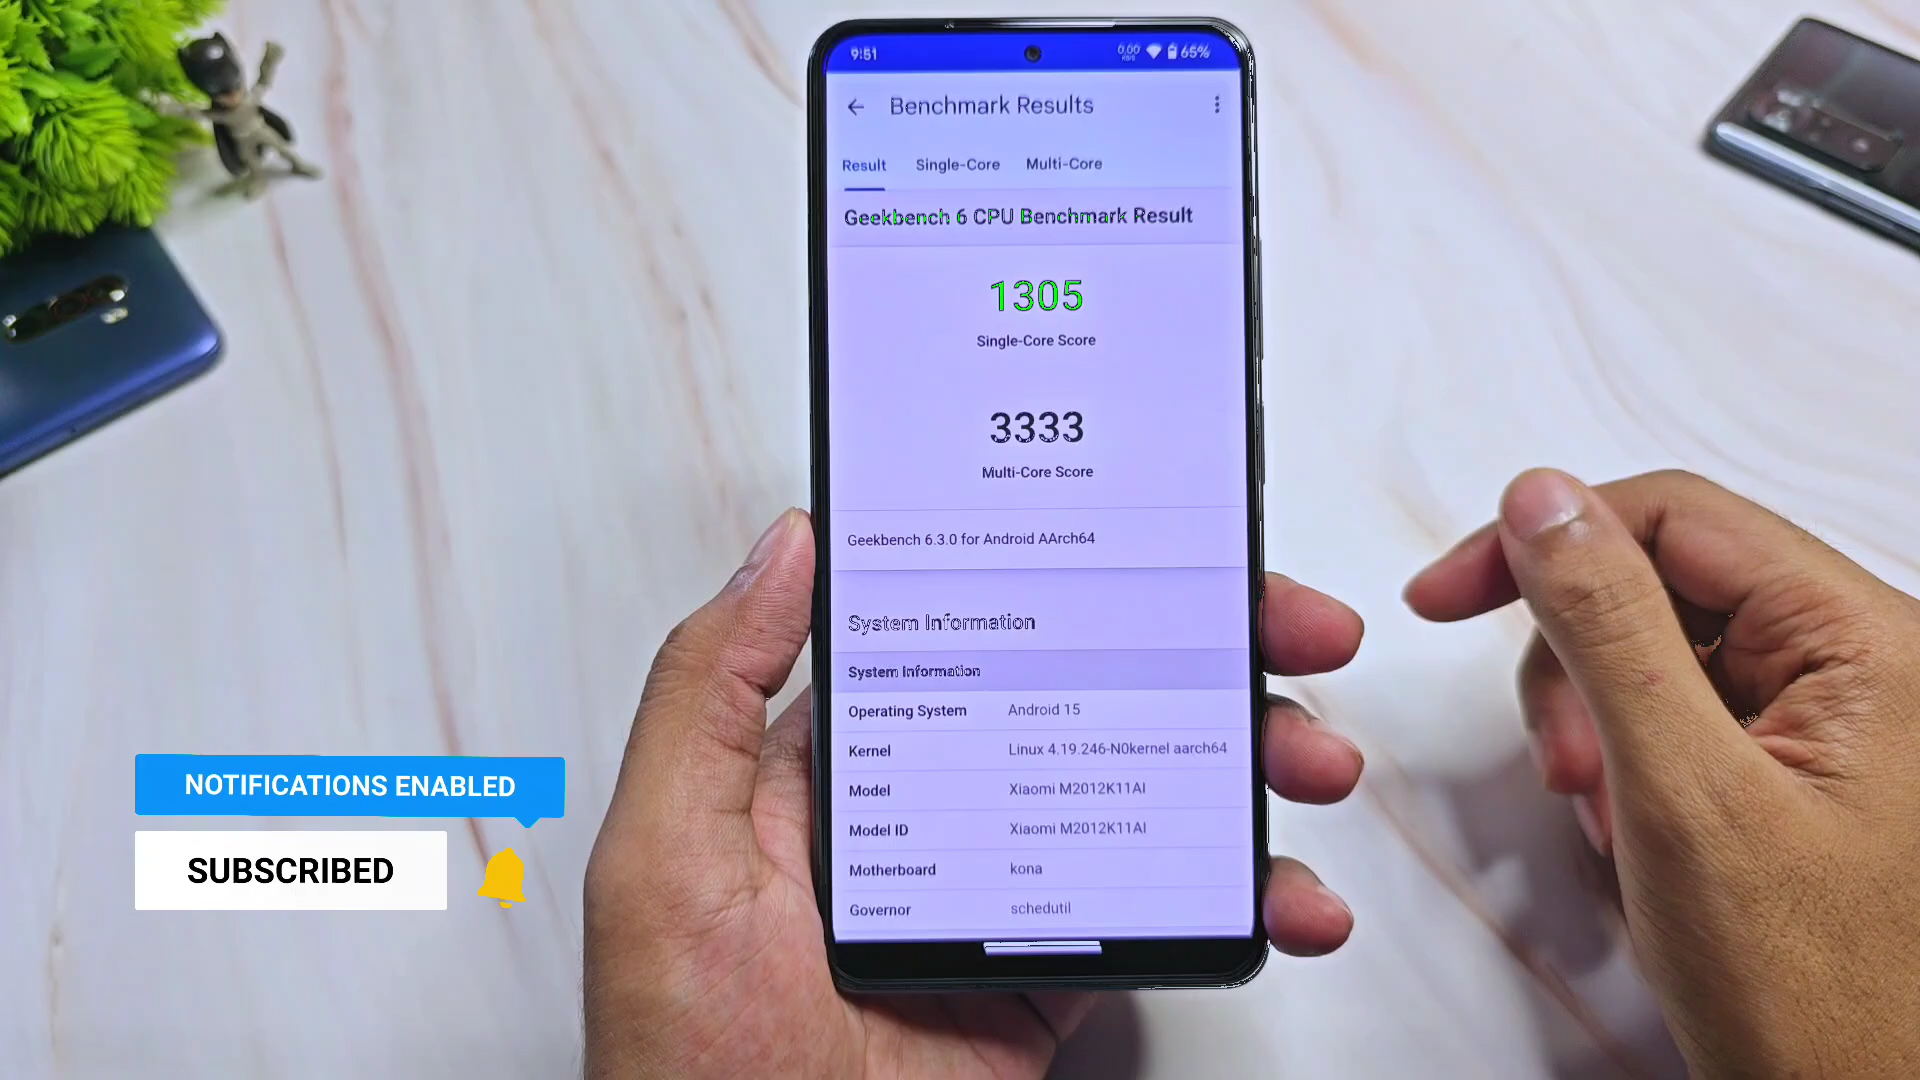 9:51
0.00
65%
Benchmark Results
Result Single-Core Multi-Core
Geekbench 6 CPU Benchmark Result
1305
Single-Core Score
3333
Multi-Core Score
Geekbench 6.3.0 for Android AArch64
System Information
System Information
Operating System Android 15
Kernel Linux 4.19.246-N0kernel aarch64
Model Xiaomi M2012K11AI
Model ID Xiaomi M2012K11AI
Motherboard kona
Governor schedutil
NOTIFICATIONS ENABLED
SUBSCRIBED